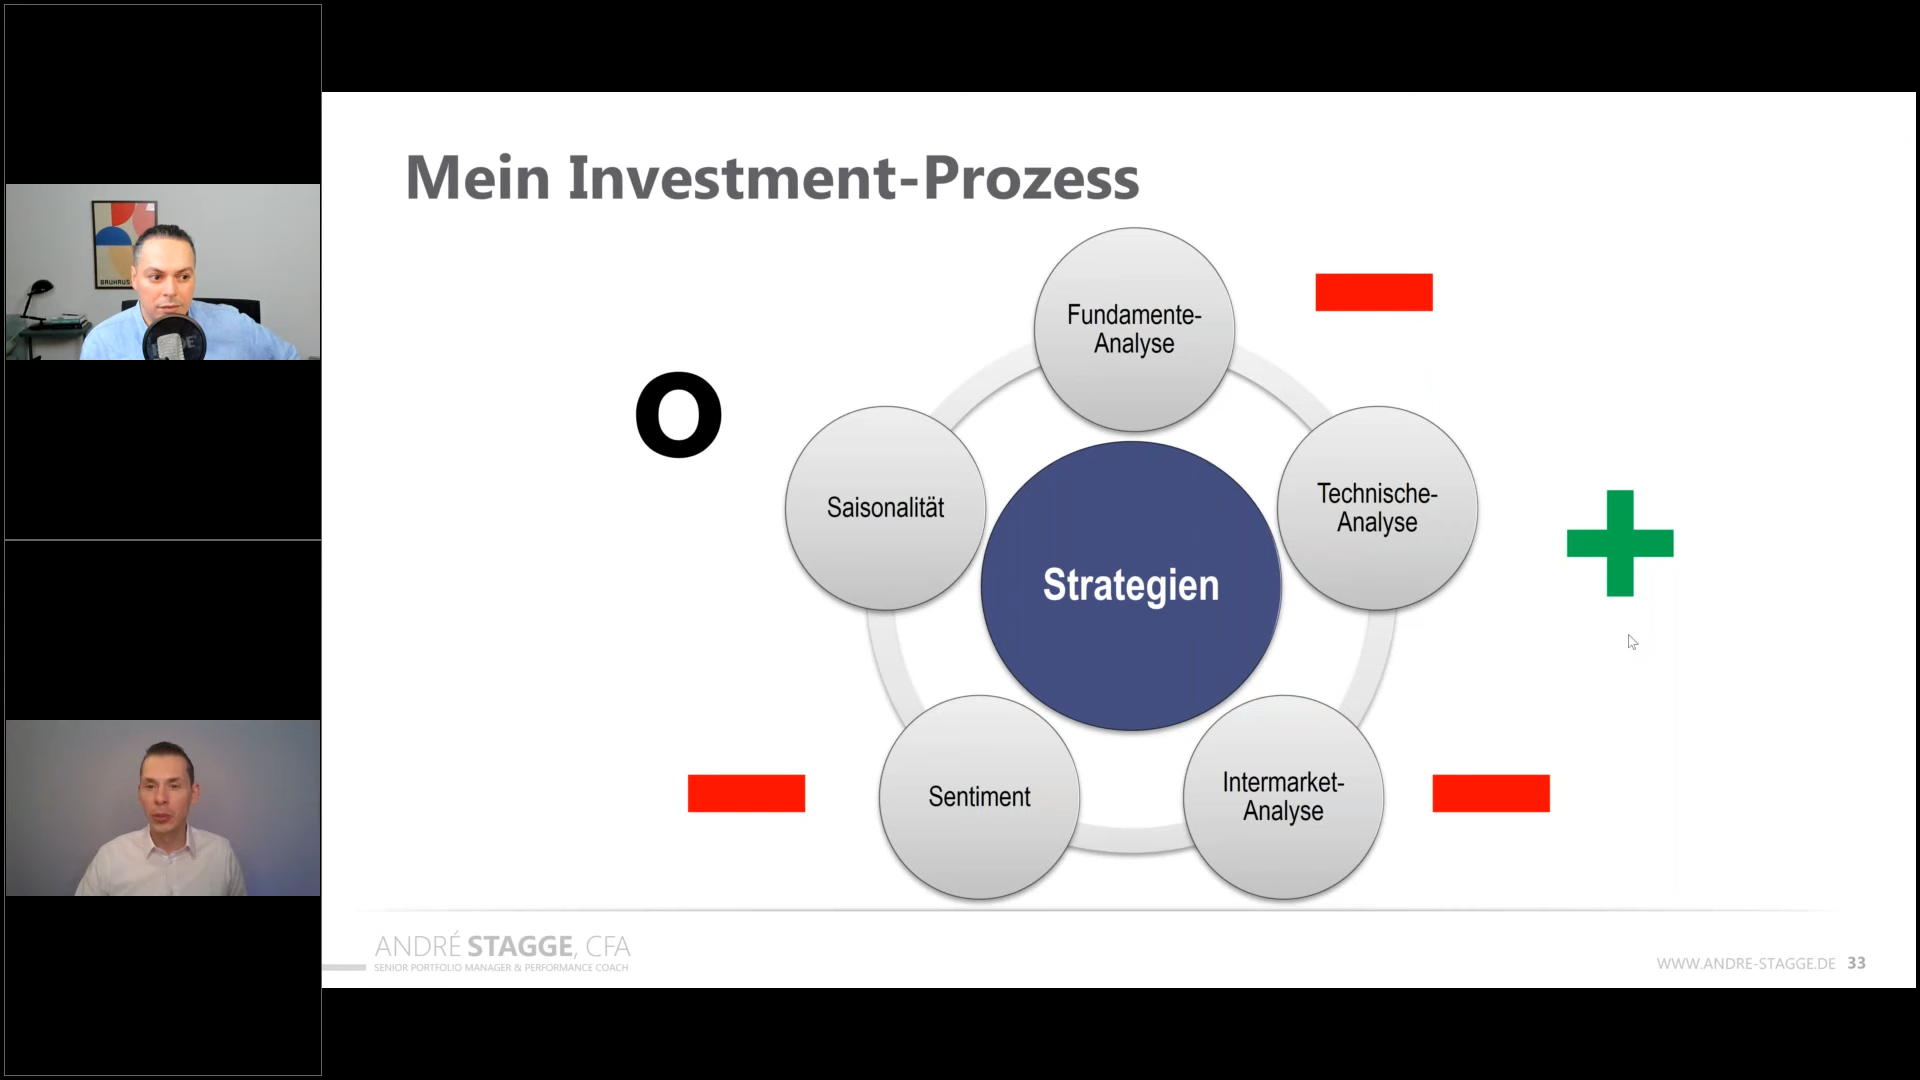 Mein Investment-Prozess
Fundamente-
Analyse
O
Saisonalität
Technische-
Analyse
Strategien
Sentiment
Intermarket-
Analyse
ANDRÉ STAGGE, CFA
SENIOR PORTFOLIO MANAGER & PERFORMANCE COACH
WWW.ANDRE-STAGGE.DE 33
BAUHAUS